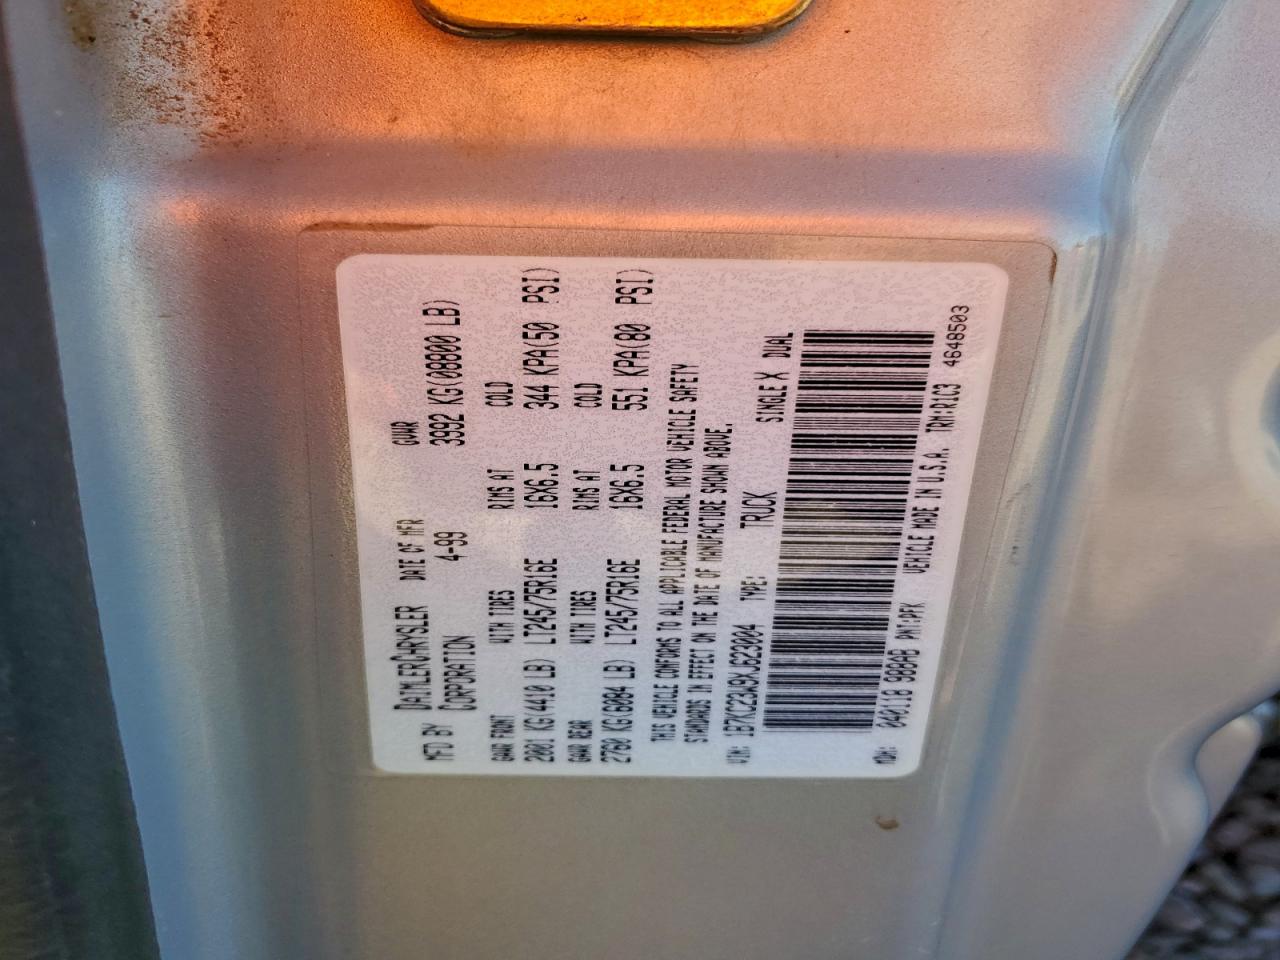 MFD BY DAIMLERCHRYSLER CORPORATION DATE OF MFR 4-99 GVWR 3992 KG(08800 LB)
GAWR FRONT WITH TIRES RIMS AT COLD
2001 KG(4410 LB) LT245/75R16E 16X6.5 344 KPA(50 PSI)
GAWR REAR WITH TIRES RIMS AT COLD
2760 KG(6084 LB) LT245/75R16E 16X6.5 551 KPA(80 PSI)
THIS VEHICLE CONFORMS TO ALL APPLICABLE FEDERAL MOTOR VEHICLE SAFETY
STANDARDS IN EFFECT ON THE DATE OF MANUFACTURE SHOWN ABOVE.
VIN: 1B7KC23W9XJ623004 TYPE: TRUCK SINGLE X DUAL
MDH: 040118 988AB PNT:PFK VEHICLE MADE IN U.S.A. TRM:R1C3 4648503